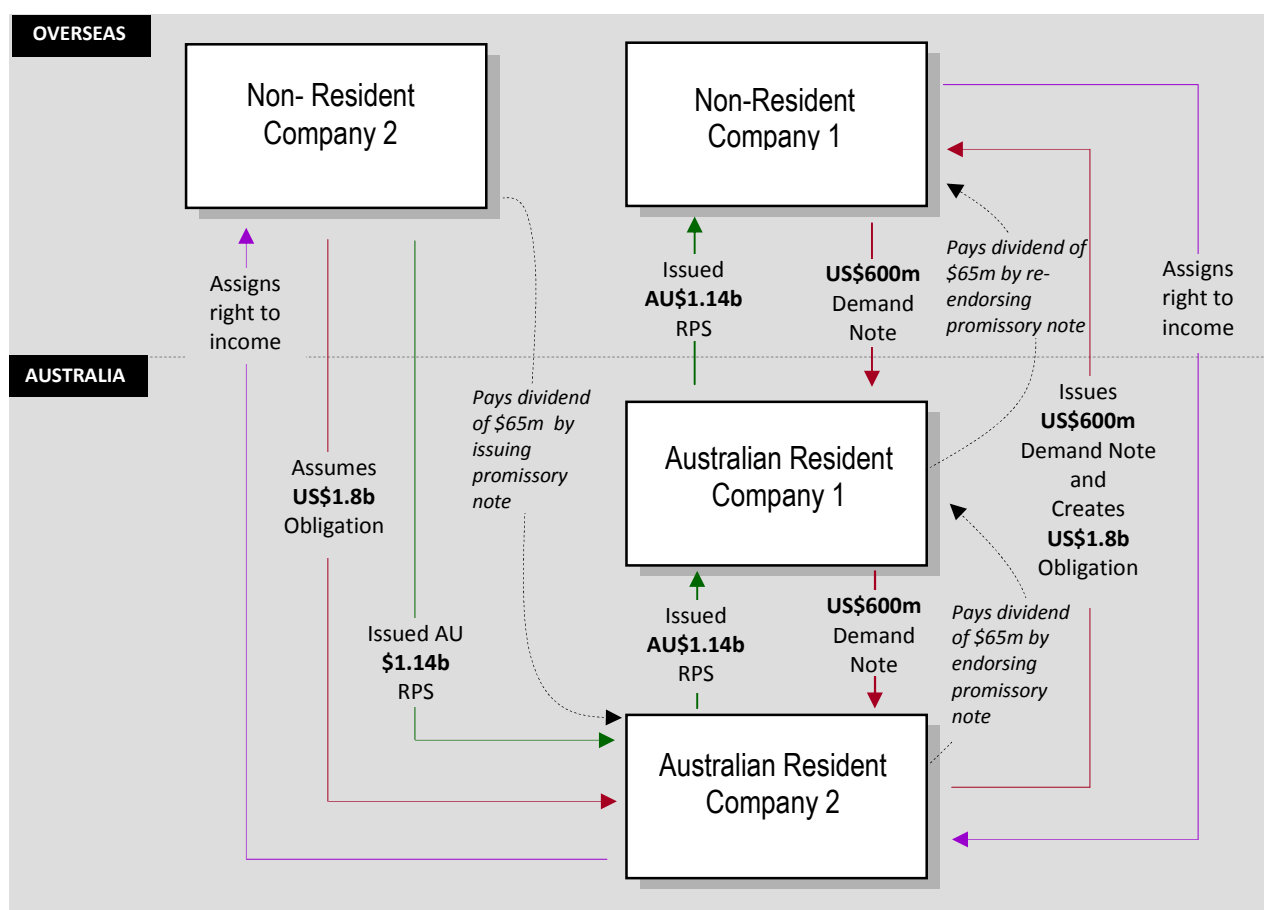 OVERSEAS
Non- Resident
Company 2
Non-Resident
Company 1
Assigns
right to
income
Issued
AU$1.14b
RPS
US$600m
Demand
Note
Pays dividend of
$65m by re-
endorsing
promissory note
Assigns
right to
income
AUSTRALIA
Pays dividend
of $65m by
issuing
promissory
note
Assumes
US$1.8b
Obligation
Issued AU
$1.14b
RPS
Australian Resident
Company 1
Issues
US$600m
Demand Note
and
Creates
US$1.8b
Obligation
Issued
AU$1.14b
RPS
US$600m
Demand
Note
Pays dividend
of $65m by
endorsing
promissory
note
Australian Resident
Company 2